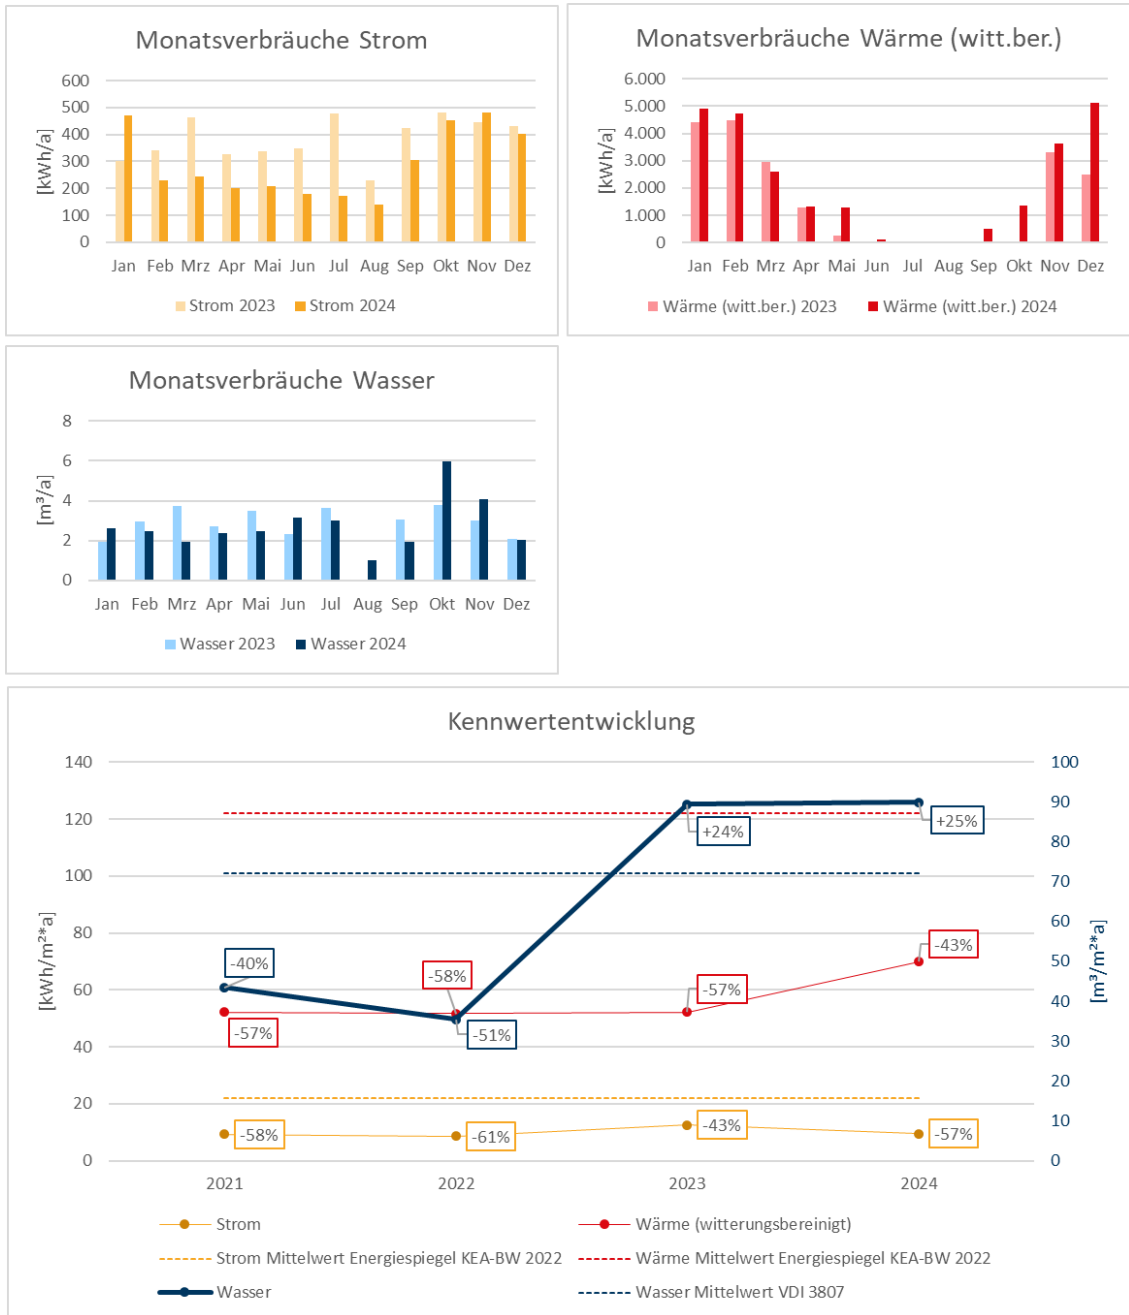 Monatsverbräuche Strom
[kWh/a]
600
500
400
300
200
100
0
Jan Feb Mrz Apr Mai Jun Jul Aug Sep Okt Nov Dez
Strom 2023 Strom 2024
Monatsverbräuche Wärme (witt.ber.)
[kWh/a]
6.000
5.000
4.000
3.000
2.000
1.000
0
Jan Feb Mrz Apr Mai Jun Jul Aug Sep Okt Nov Dez
Wärme (witt.ber.) 2023 Wärme (witt.ber.) 2024
Monatsverbräuche Wasser
[m³/a]
8
6
4
2
0
Jan Feb Mrz Apr Mai Jun Jul Aug Sep Okt Nov Dez
Wasser 2023 Wasser 2024
Kennwertentwicklung
[kWh/m²*a]
140
120
100
80
60
40
20
0
[m³/m²*a]
100
90
80
70
60
50
40
30
20
10
0
+24%
+25%
-40%
-58%
-57%
-43%
-57%
-51%
-58%
-61%
-43%
-57%
2021 2022 2023 2024
Strom Wärme (witterungsbereinigt)
Strom Mittelwert Energiespiegel KEA-BW 2022 Wärme Mittelwert Energiespiegel KEA-BW 2022
Wasser Wasser Mittelwert VDI 3807